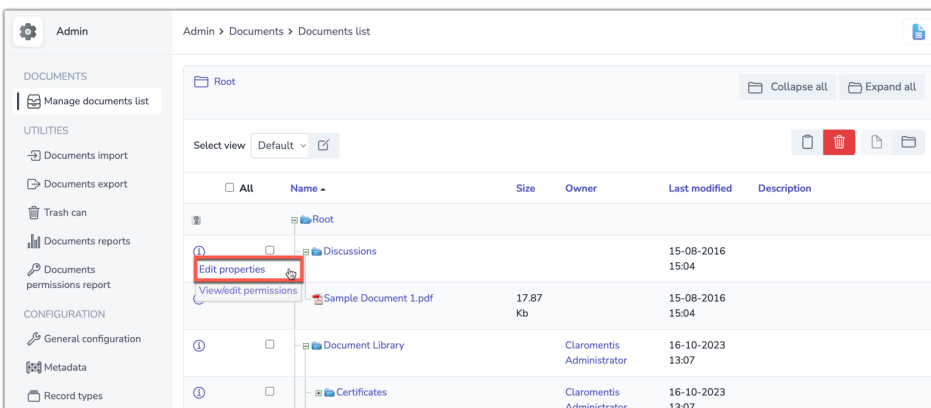 Admin
Admin > Documents > Documents list
DOCUMENTS
Manage documents list
UTILITIES
Documents import
Documents export
Trash can
Documents reports
Documents
permissions report
CONFIGURATION
General configuration
Metadata
Record types
Root
Collapse all
Expand all
Select view Default
All Name Size Owner Last modified Description
Root
Discussions 15-08-2016
15:04
Edit properties
View/edit permissions
Sample Document 1.pdf 17.87 15-08-2016
Kb 15:04
Document Library Claromentis 16-10-2023
Administrator 13:07
Certificates Claromentis 16-10-2023
Administrator 13:07